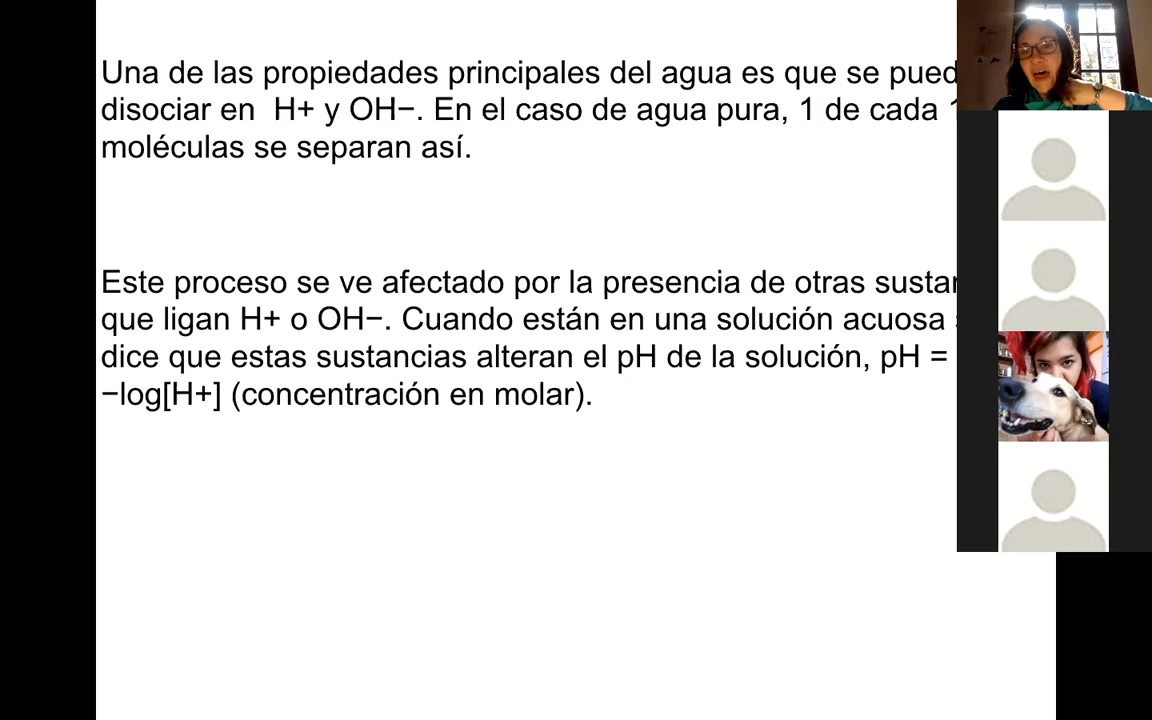 Una de las propiedades principales del agua es que se pued
disociar en  H+ y OH−. En el caso de agua pura, 1 de cada
moléculas se separan así.
Este proceso se ve afectado por la presencia de otras sustan
que ligan H+ o OH−. Cuando están en una solución acuosa
dice que estas sustancias alteran el pH de la solución, pH =
−log[H+] (concentración en molar).